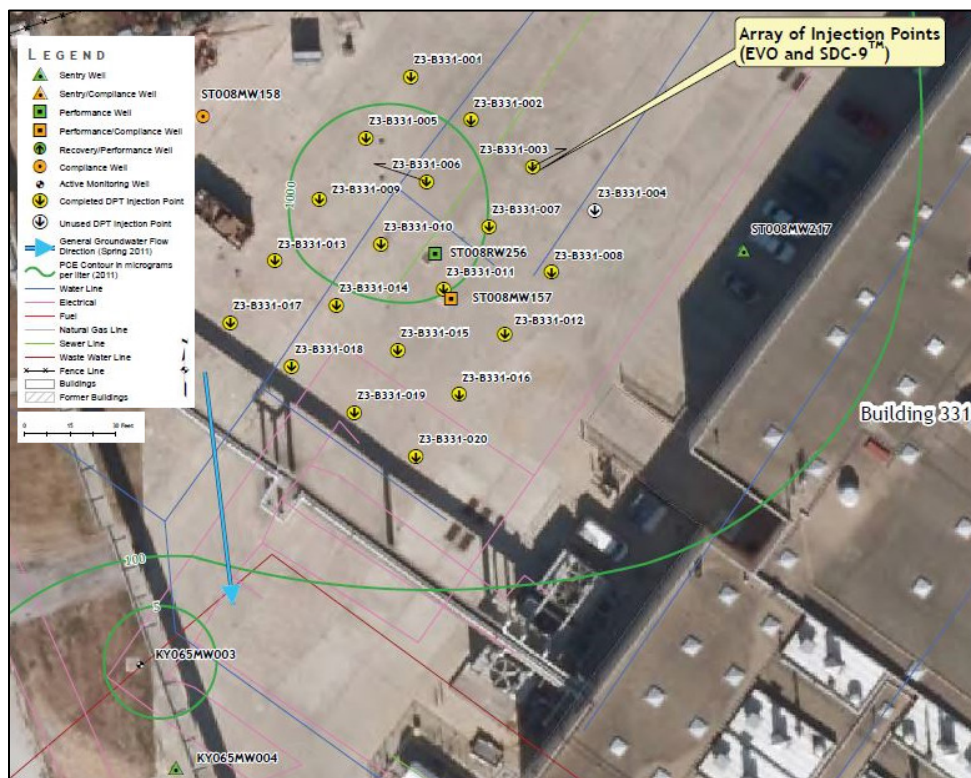 LEGEND
Sentry Well
Sentry/Compliance Well
Performance Well
Performance/Compliance Well
Recovery/Performance Well
Compliance Well
Active Monitoring Well
Completed DPT Injection Point
Unused DPT Injection Point
General Groundwater Flow
Direction (Spring 2011)
PCE Contour in micrograms
per liter (2011)
Water Line
Electrical
Fuel
Natural Gas Line
Sewer Line
Waste Water Line
Fence Line
Buildings
Former Buildings
0 15 30 Feet
Array of Injection Points
(EVO and SDC-9™)
Z3-B331-001
ST008MW158
Z3-B331-002
Z3-B331-005
Z3-B331-003
Z3-B331-006
1000
Z3-B331-009
Z3-B331-004
Z3-B331-007
Z3-B331-010
ST008MW217
Z3-B331-013
ST008RW256
Z3-B331-008
Z3-B331-011
Z3-B331-014
ST008MW157
Z3-B331-017
Z3-B331-012
Z3-B331-015
Z3-B331-018
Z3-B331-016
Z3-B331-019
Building 331
Z3-B331-020
100
5
KY065MW003
KY065MW004